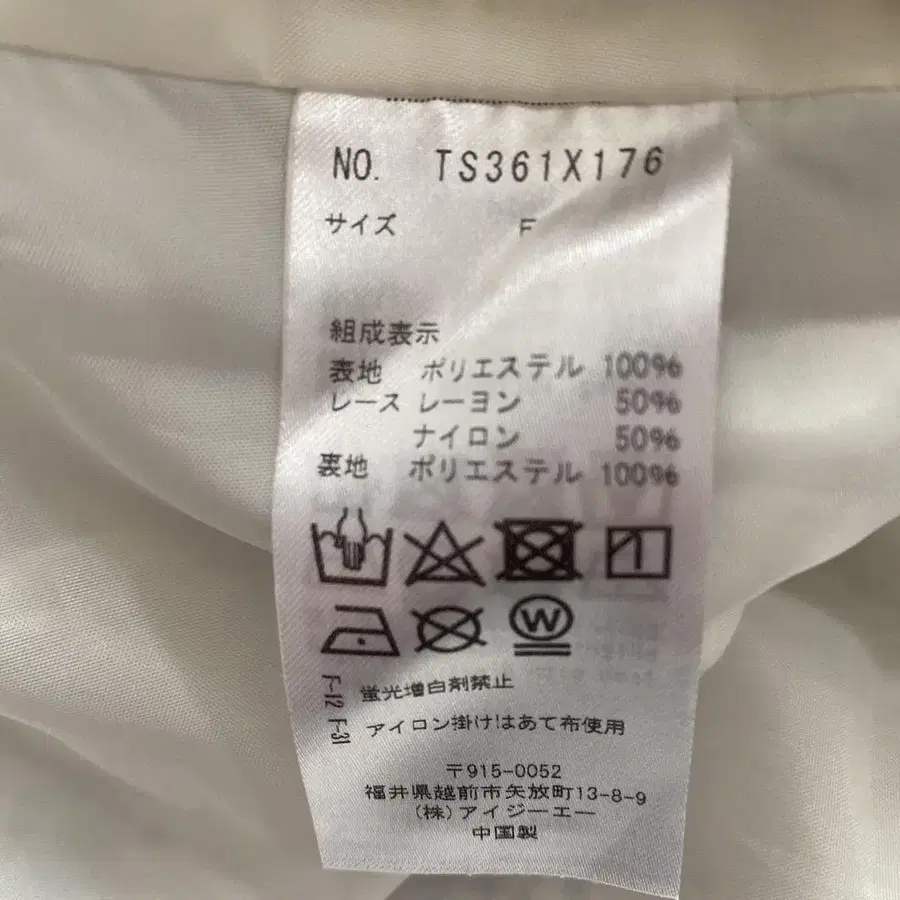 NO. TS361X176
サイズ F
組成表示
表地 ポリエステル 100%
レース レーヨン 50%
ナイロン 50%
裏地 ポリエステル 100%
W
F-12 F-31
蛍光増白剤禁止
アイロン掛けはあて布使用
〒915-0052
福井県越前市矢放町13-8-9
(株)アイジーエー
中国製